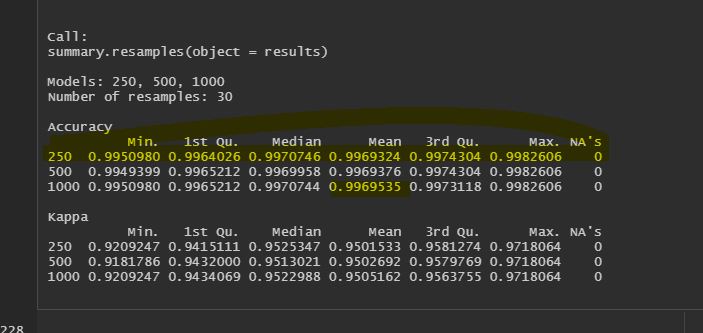 Call:
summary.resamples(object = results)
Models: 250, 500, 1000
Number of resamples: 30
Accuracy
Min. 1st Qu. Median Mean 3rd Qu. Max. NA's
250 0.9950980 0.9964026 0.9970746 0.9969324 0.9974304 0.9982606 0
500 0.9949399 0.9965212 0.9969958 0.9969376 0.9974304 0.9982606 0
1000 0.9950980 0.9965212 0.9970744 0.9969535 0.9973118 0.9982606 0
Kappa
Min. 1st Qu. Median Mean 3rd Qu. Max. NA's
250 0.9209247 0.9415111 0.9525347 0.9501533 0.9581274 0.9718064 0
500 0.9181786 0.9432000 0.9513021 0.9502692 0.9579769 0.9718064 0
1000 0.9209247 0.9434069 0.9522988 0.9505162 0.9563755 0.9718064 0
228